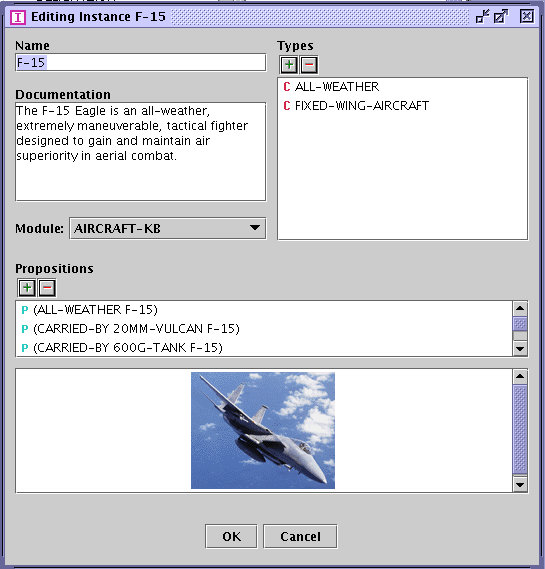 Editing Instance F-15
Name
F-15
Types
C ALL-WEATHER
C FIXED-WING-AIRCRAFT
Documentation
The F-15 Eagle is an all-weather,
extremely maneuverable, tactical fighter
designed to gain and maintain air
superiority in aerial combat.
Module: AIRCRAFT-KB
Propositions
P (ALL-WEATHER F-15)
P (CARRIED-BY 20MM-VULCAN F-15)
P (CARRIED-BY 600G-TANK F-15)
OK
Cancel